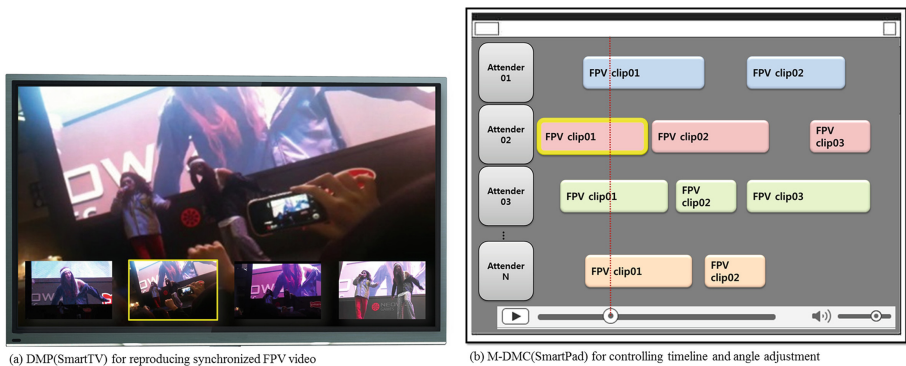 Attender
01
FPV clip01
FPV clip02
Attender
02
FPV clip01
FPV clip02
FPV
clip03
Attender
03
FPV clip01
FPV
clip02
FPV clip03
Attender
N
FPV clip01
FPV
clip02
(a) DMP(SmartTV) for reproducing synchronized FPV video
(b) M-DMC(SmartPad) for controlling timeline and angle adjustment